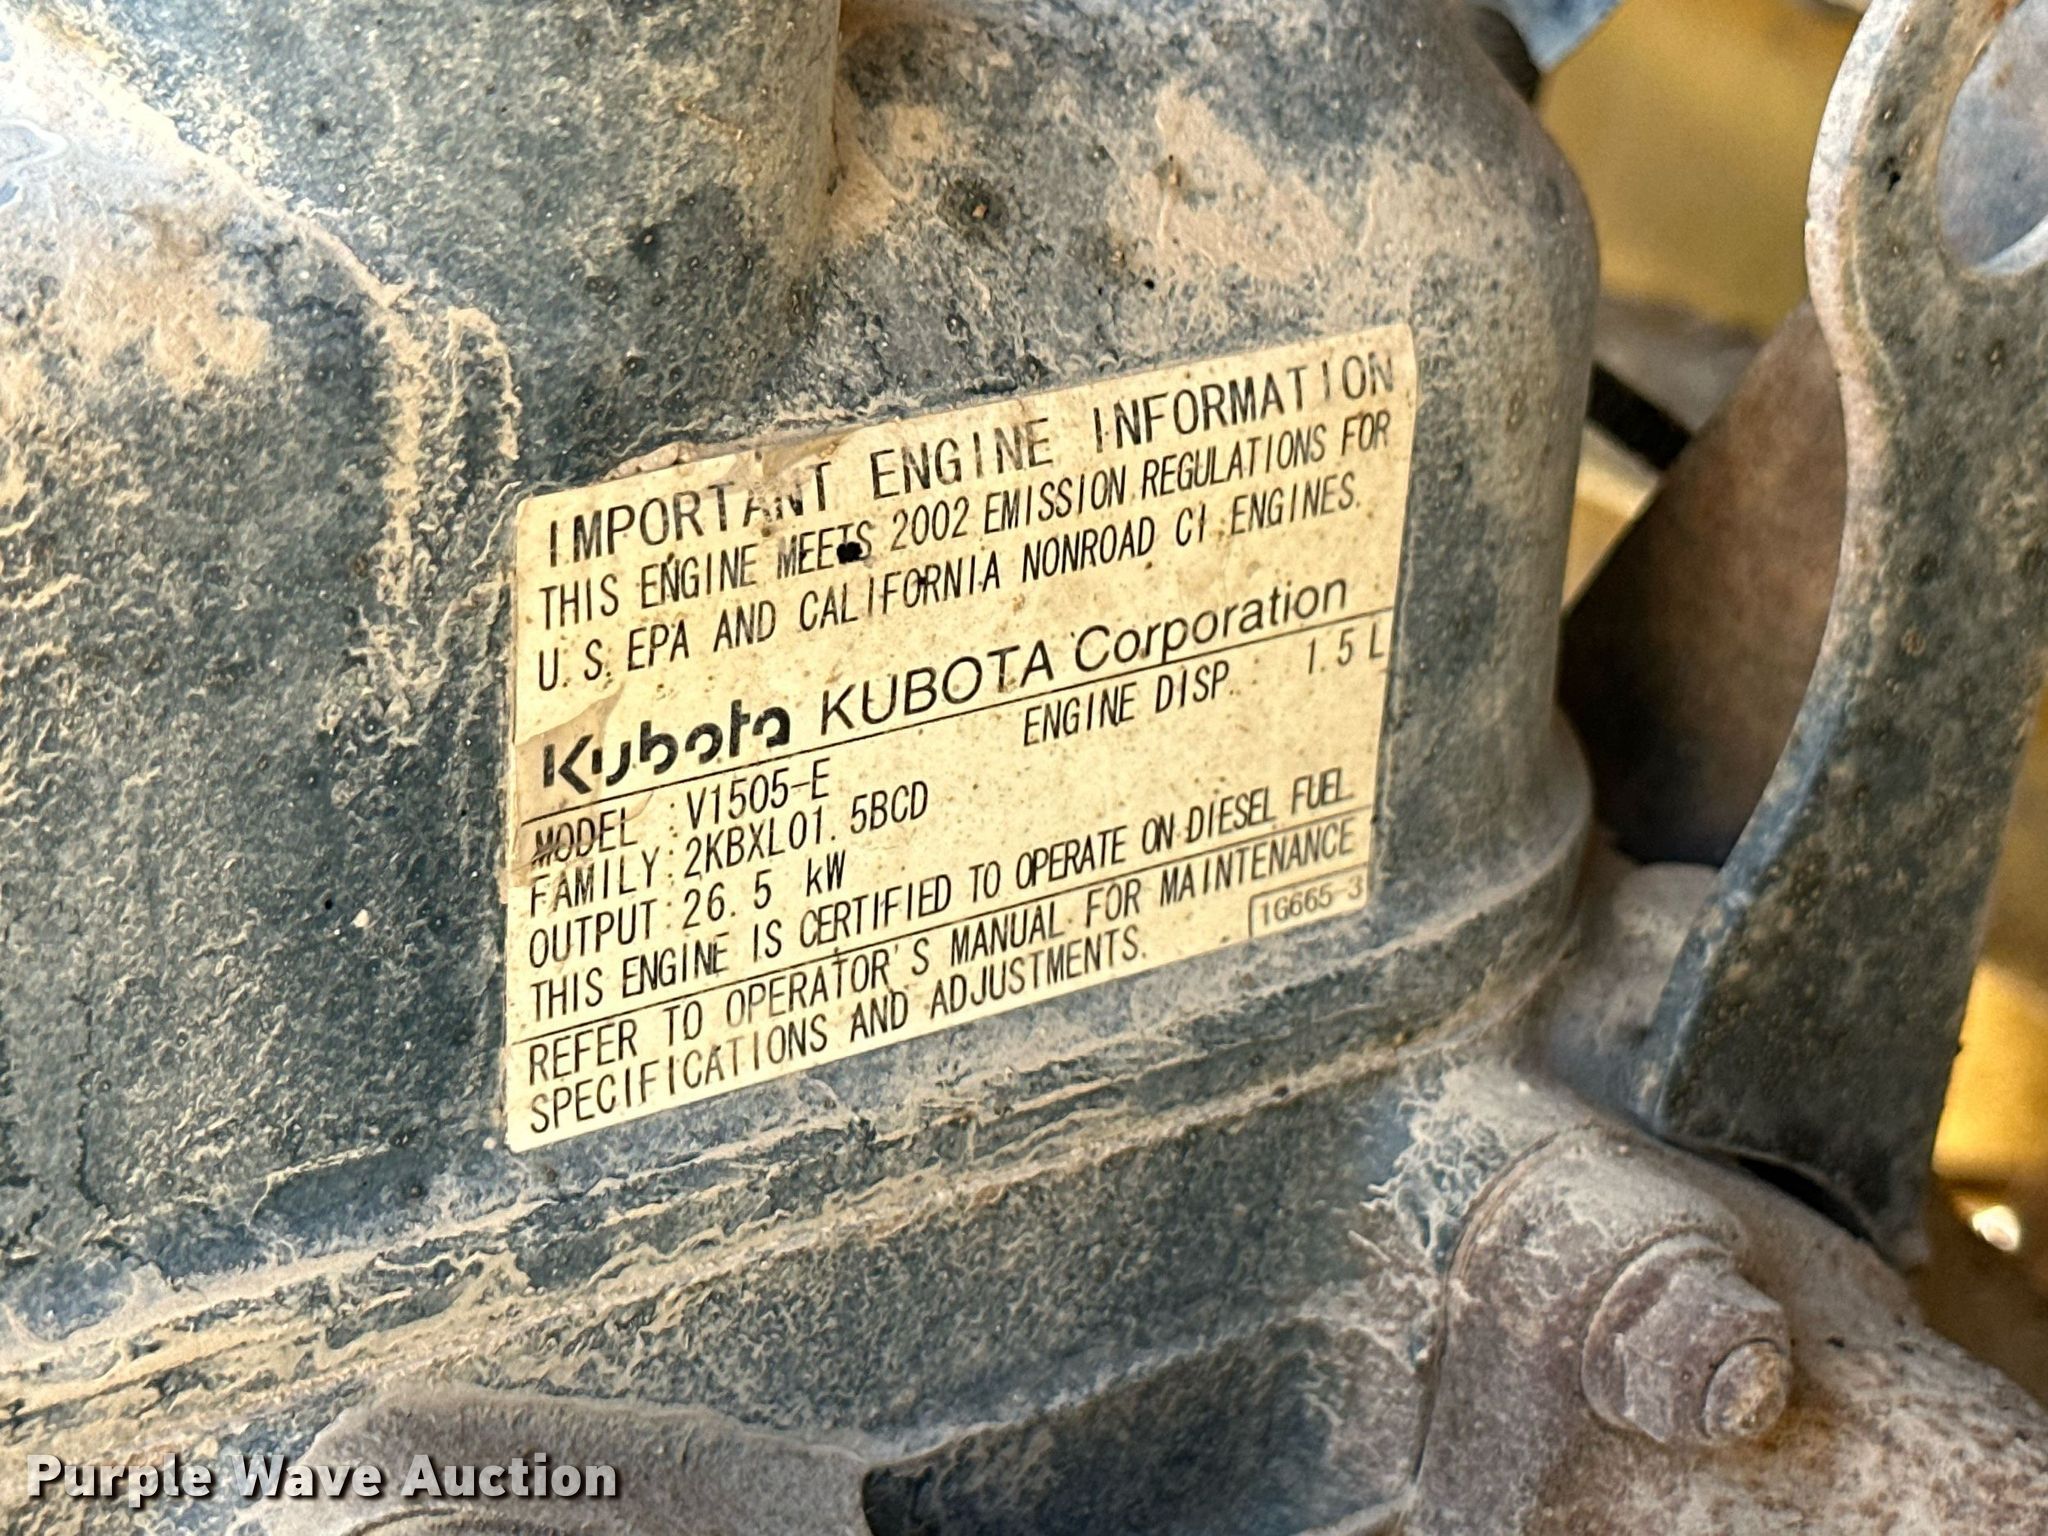 IMPORTANT ENGINE INFORMATION
THIS ENGINE MEETS 2002 EMISSION REGULATIONS FOR
U.S. EPA AND CALIFORNIA NONROAD CI ENGINES.
Kubota KUBOTA Corporation
ENGINE DISP. 1.5 L
MODEL : V1505-E
FAMILY : 2KBXL01.5BCD
OUTPUT : 26.5 kW
THIS ENGINE IS CERTIFIED TO OPERATE ON DIESEL FUEL.
REFER TO OPERATOR'S MANUAL FOR MAINTENANCE
SPECIFICATIONS AND ADJUSTMENTS.
1G665-3
Purple Wave Auction